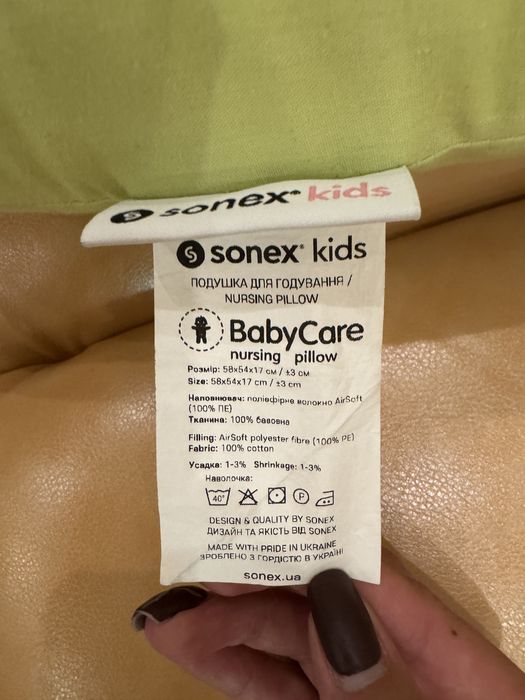 sonex® kids
S sonex® kids
ПОДУШКА ДЛЯ ГОДУВАННЯ /
NURSING PILLOW
BabyCare
nursing pillow
Розмір: 58x54x17 см / ±3 см
Size: 58x54x17 cm / ±3 cm
Наповнювач: поліефірне волокно AirSoft
(100% ПЕ)
Тканина: 100% бавовна
Filling: AirSoft polyester fibre (100% PE)
Fabric: 100% cotton
Усадка: 1-3% Shrinkage: 1-3%
Наволочка:
40° P
DESIGN & QUALITY BY SONEX
ДИЗАЙН ТА ЯКІСТЬ ВІД SONEX
MADE WITH PRIDE IN UKRAINE
ЗРОБЛЕНО З ГОРДІСТЮ В УКРАЇНІ
sonex.ua